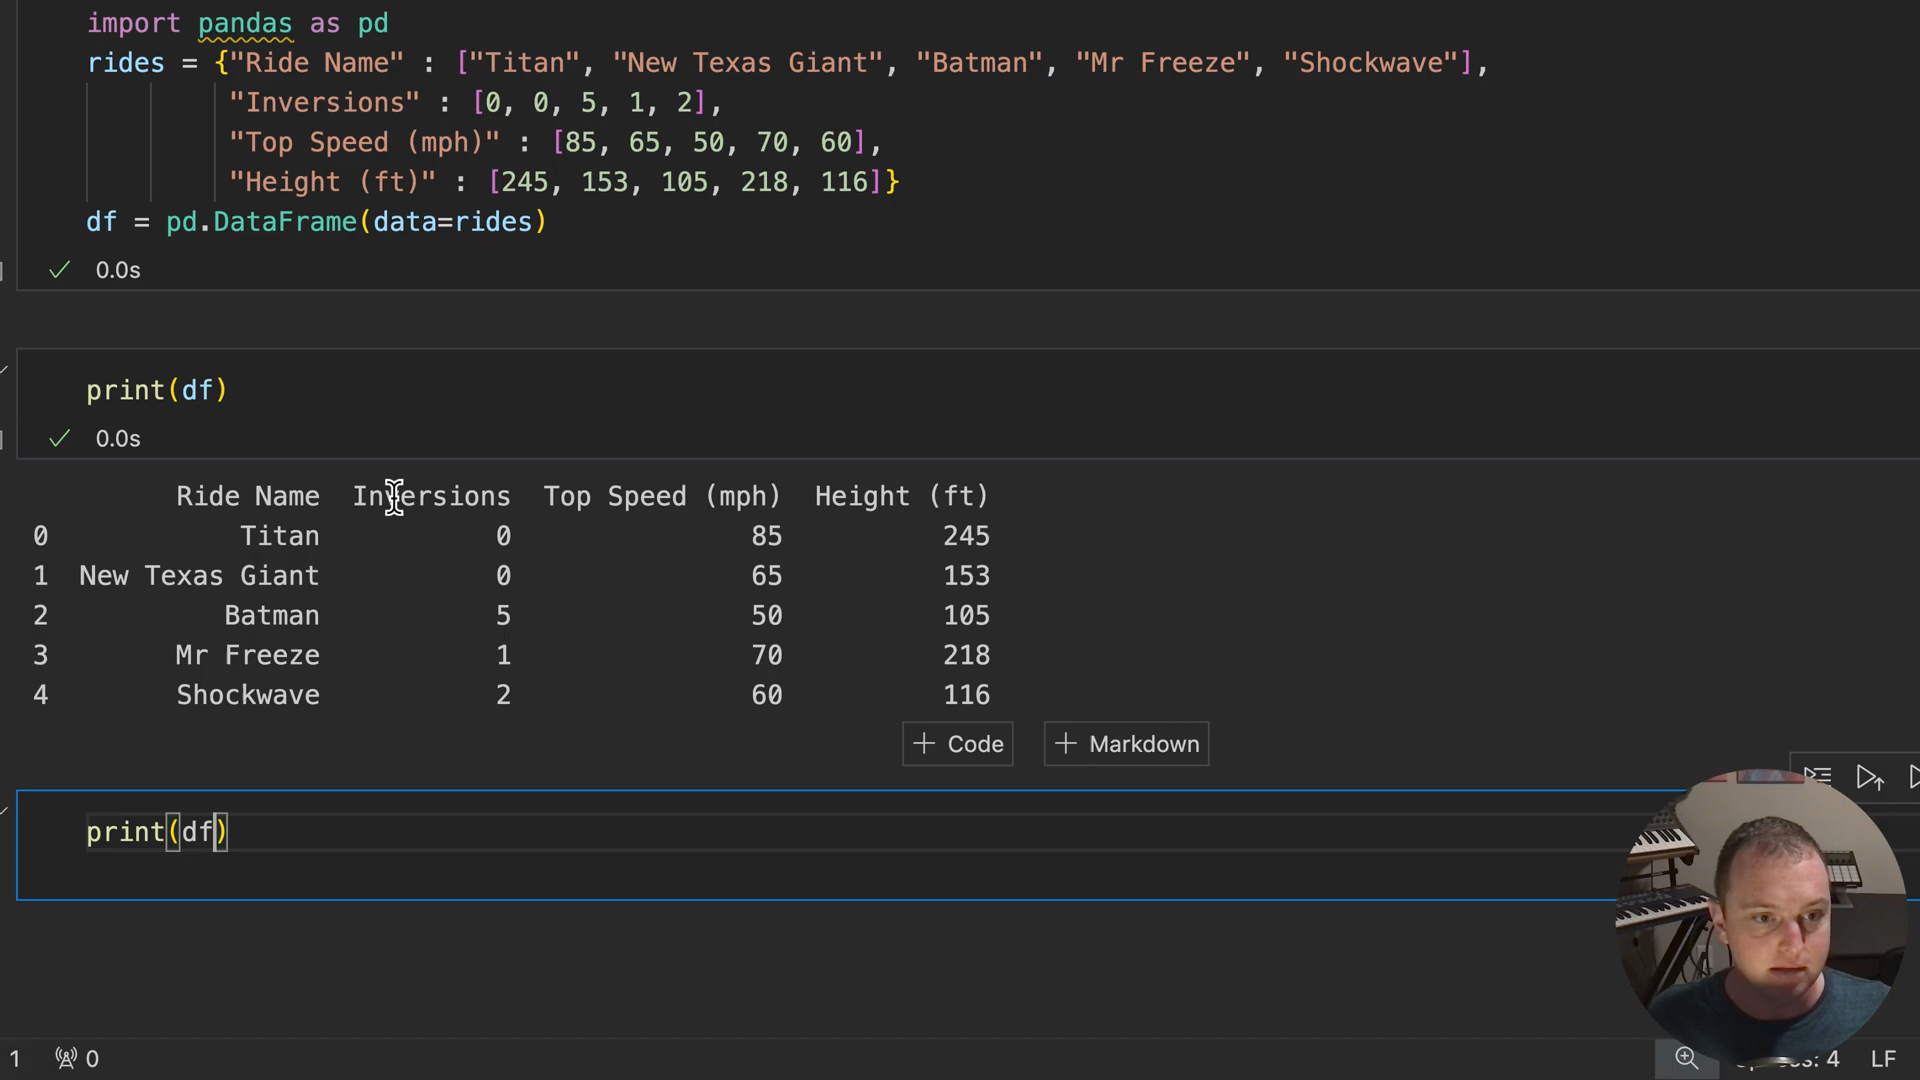 import pandas as pd
rides = {"Ride Name" : ["Titan", "New Texas Giant", "Batman", "Mr Freeze", "Shockwave"],
"Inversions" : [0, 0, 5, 1, 2],
"Top Speed (mph)" : [85, 65, 50, 70, 60],
"Height (ft)" : [245, 153, 105, 218, 116]}
df = pd.DataFrame(data=rides)
0.0s
print(df)
0.0s
Ride Name Inversions Top Speed (mph) Height (ft)
0 Titan 0 85 245
1 New Texas Giant 0 65 153
2 Batman 5 50 105
3 Mr Freeze 1 70 218
4 Shockwave 2 60 116
+ Code + Markdown
print(df)
1 0 4 LF